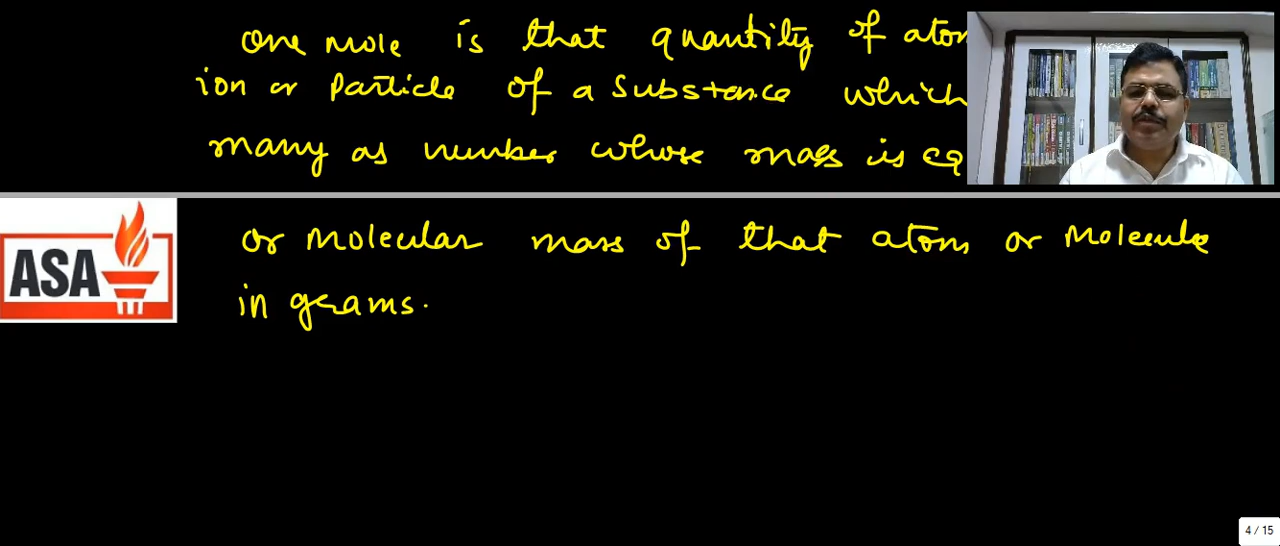 one mole is that quantity of atom
ion or Particle of a substance which
many as number whose mass is eq
or molecular mass of that atom or Molecule
in grams.
ASA
4 / 15